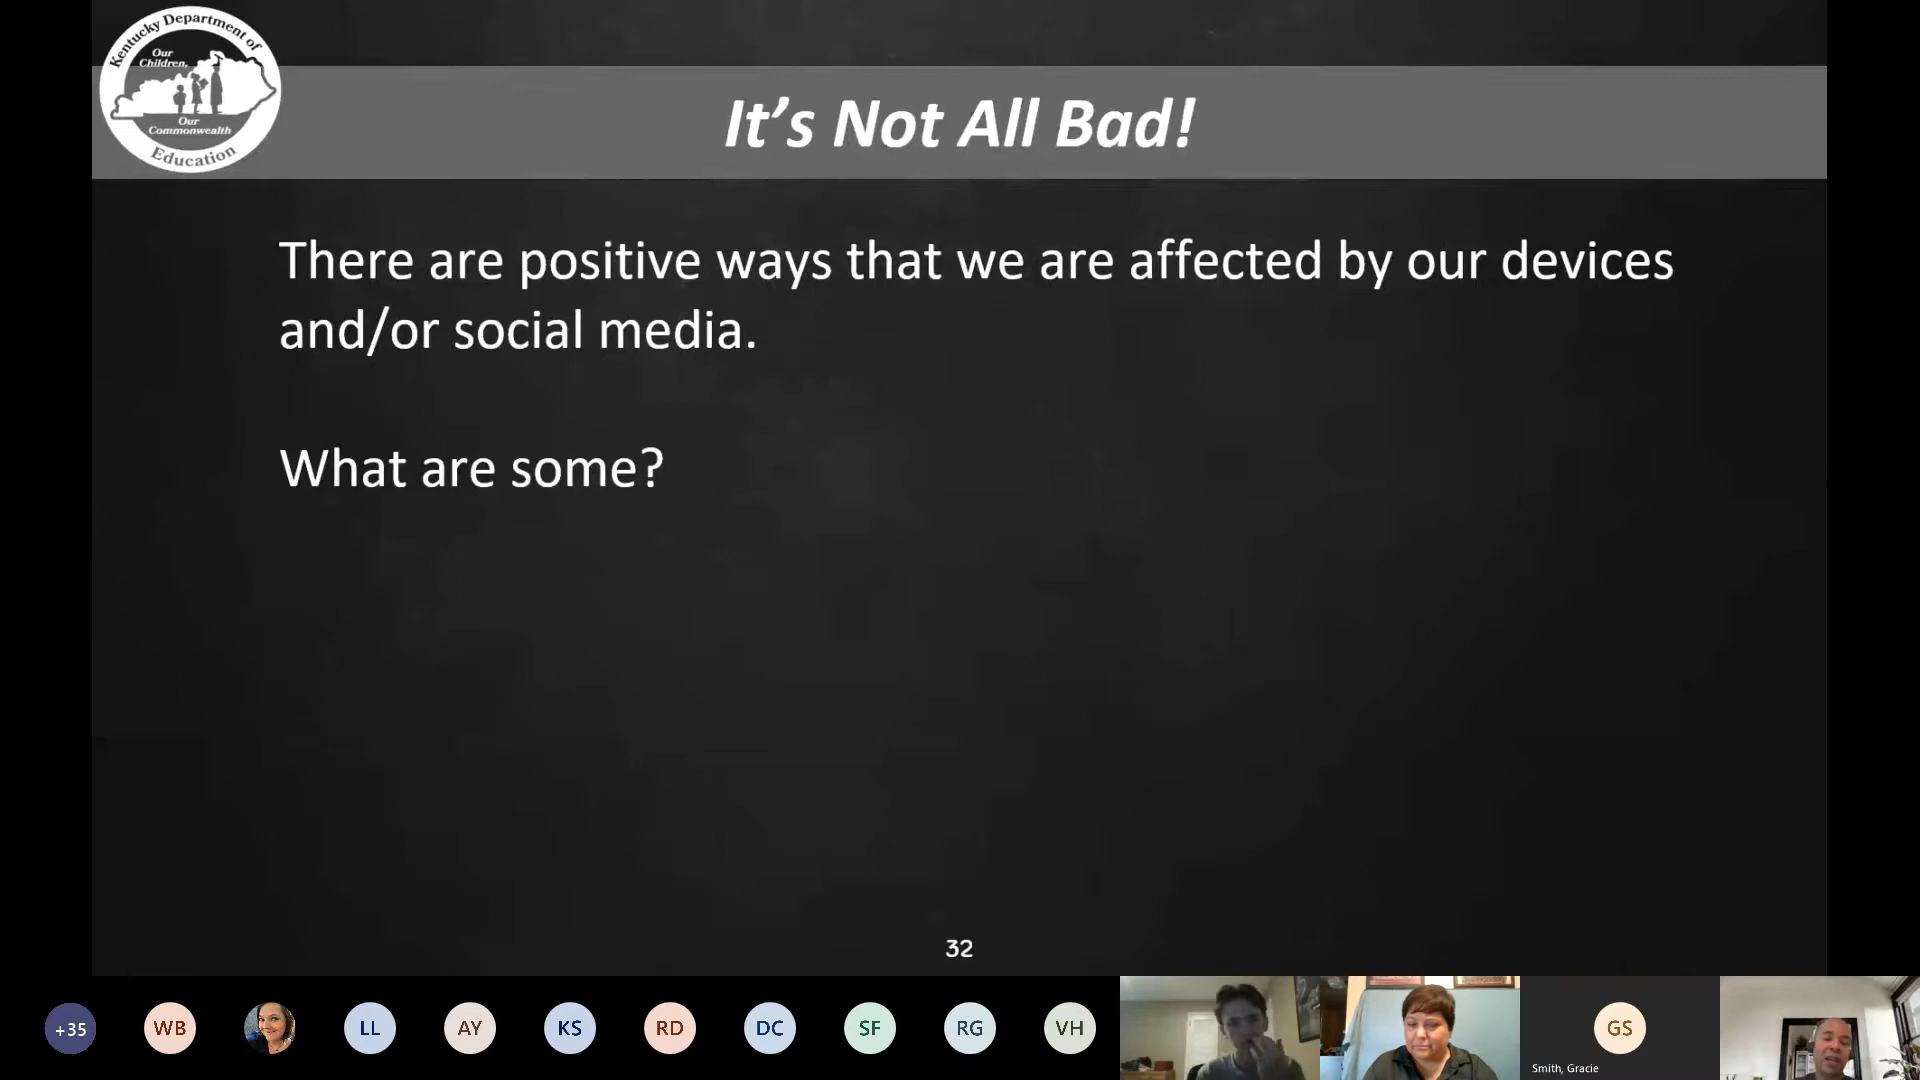 Kentucky Department of
Our
Children,
Our
Commonwealth
Education
It's Not All Bad!
There are positive ways that we are affected by our devices
and/or social media.
What are some?
32
+35
WB
LL
AY
KS
RD
DC
SF
RG
VH
GS
Smith, Gracie